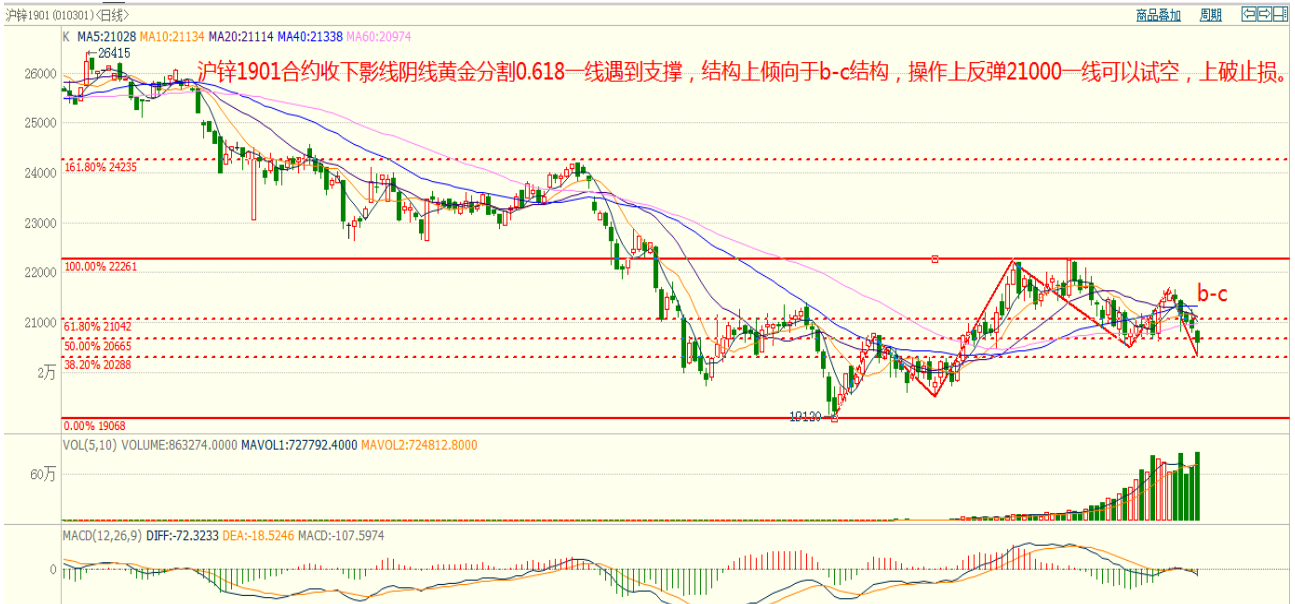 沪锌1901 (010301)<日线>
商品叠加 周期
K MA5:21028 MA10:21134 MA20:21114 MA40:21338 MA60:20974
26415
沪锌1901合约收下影线阴线黄金分割0.618一线遇到支撑，结构上倾向于b-c结构，操作上反弹21000一线可以试空，上破止损。
26000
25000
161.80% 24235
24000
23000
100.00% 22261
22000
b-c
21000
61.80% 21042
50.00% 20665
38.20% 20288
2万
19130
0.00% 19068
VOL(5,10) VOLUME:863274.0000 MAVOL1:727792.4000 MAVOL2:724812.8000
60万
MACD(12,26,9) DIFF:-72.3233 DEA:-18.5246 MACD:-107.5974
0